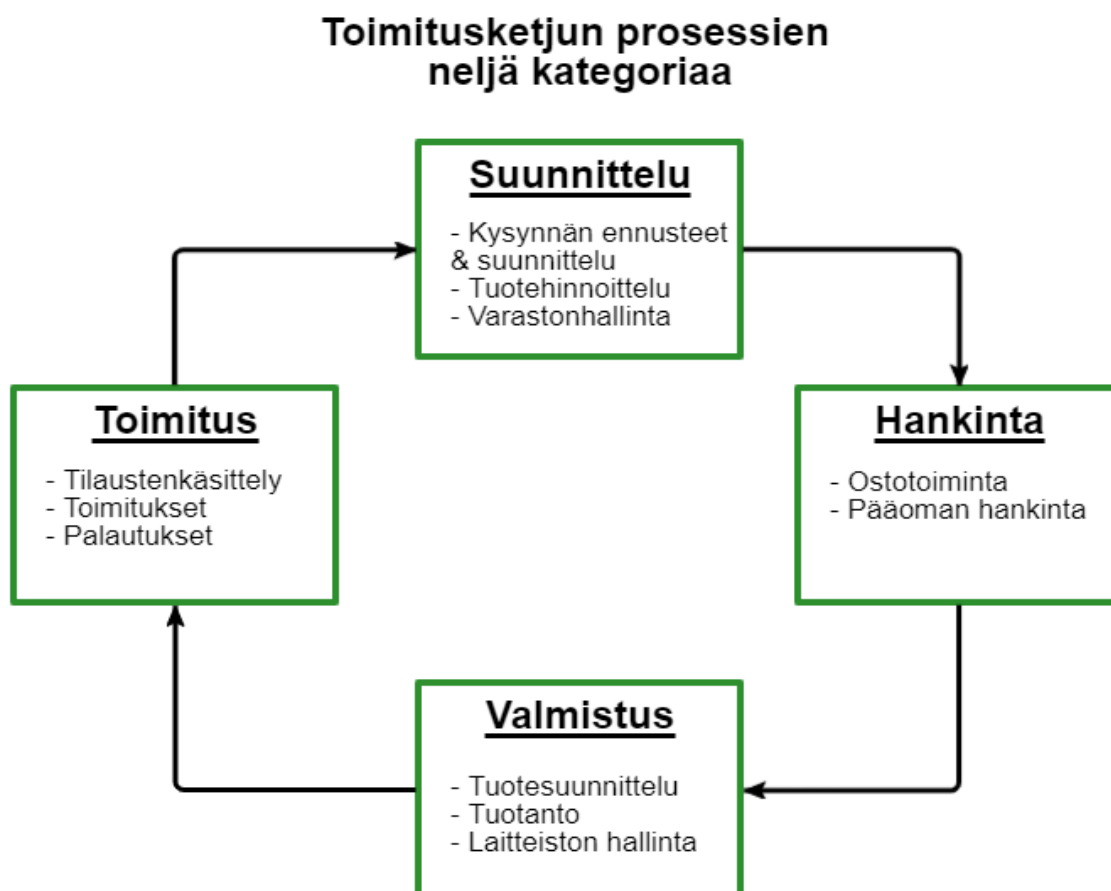 Toimitusketjun prosessien
neljä kategoriaa
Suunnittelu
- Kysynnän ennusteet
& suunnittelu
- Tuotehinnoittelu
- Varastonhallinta
Toimitus
- Tilaustenkäsittely
- Toimitukset
- Palautukset
Hankinta
- Ostotoiminta
- Pääoman hankinta
Valmistus
- Tuotesuunnittelu
- Tuotanto
- Laitteiston hallinta